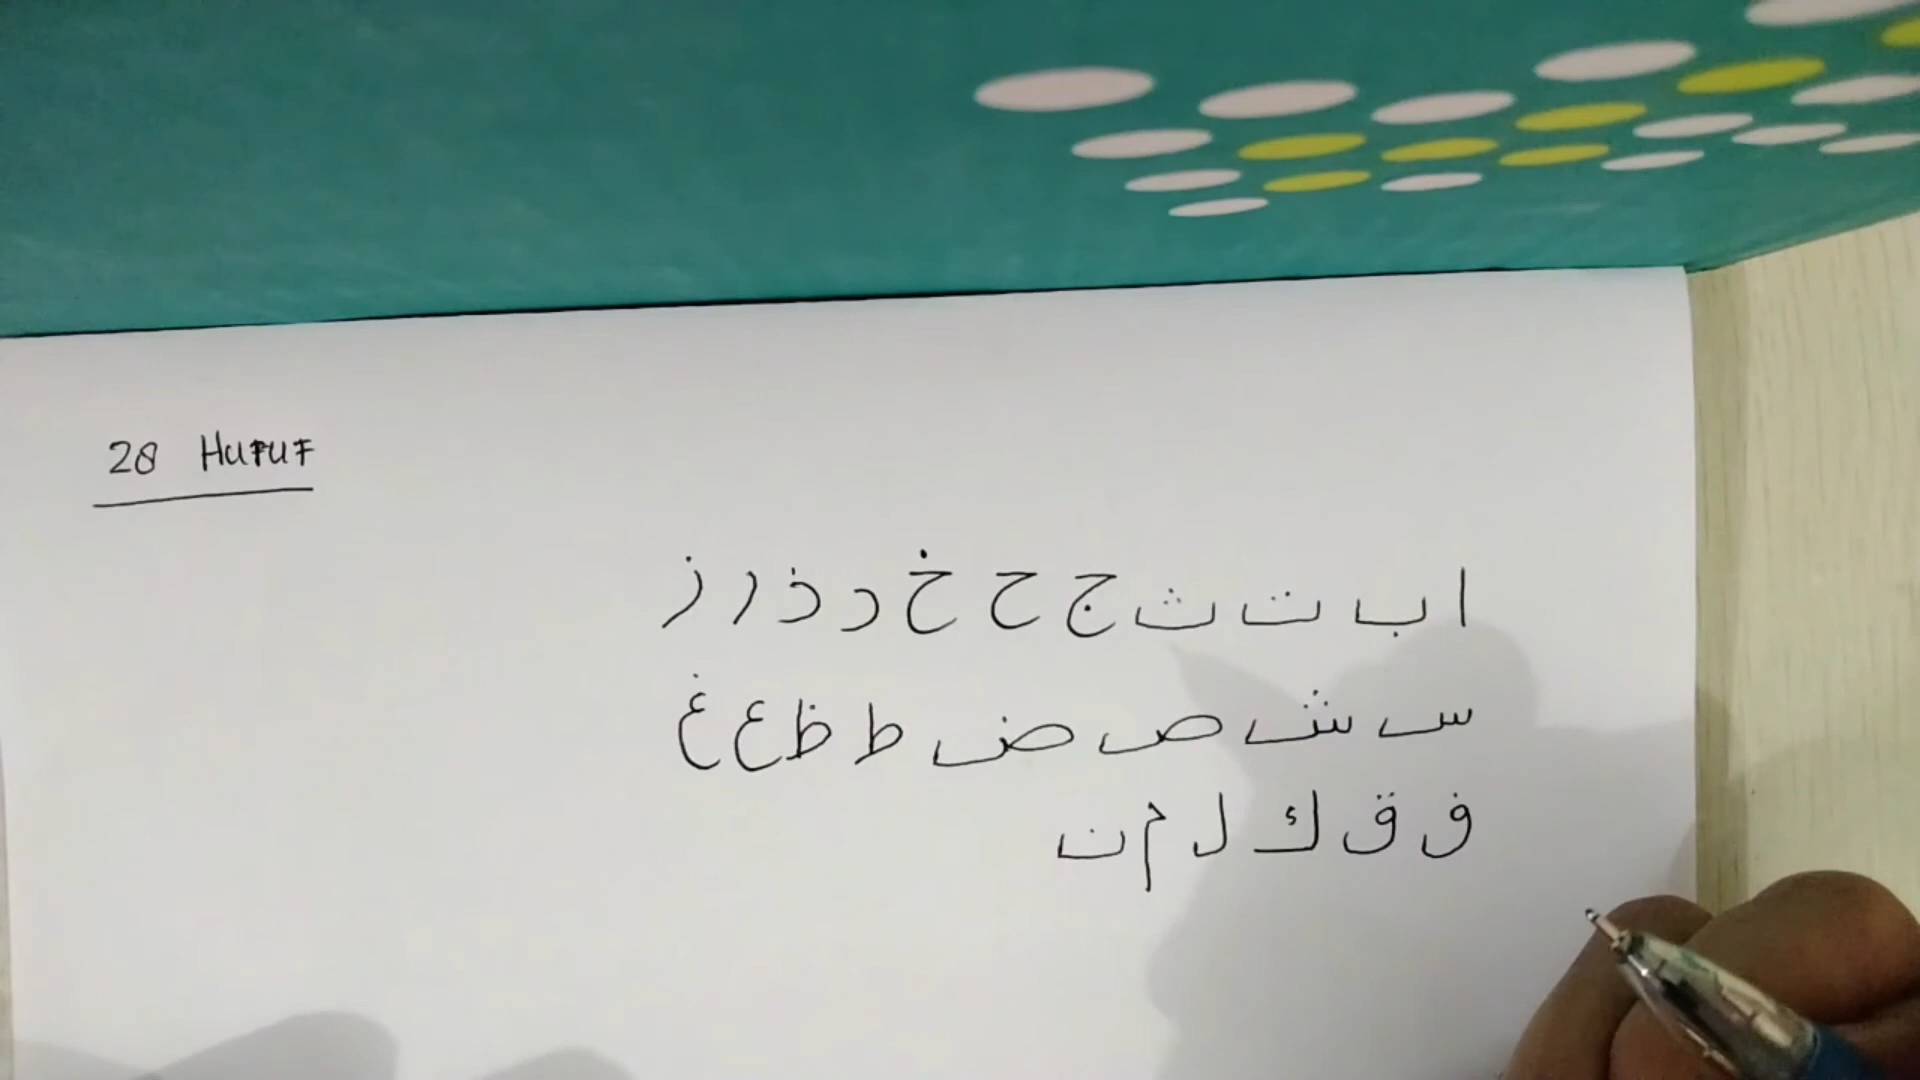 28 HURUF
ا ب ت ث ج ح خ د ذ ر ز
س ش ص ض ط ظ ع غ
ف ق ك ل م ن